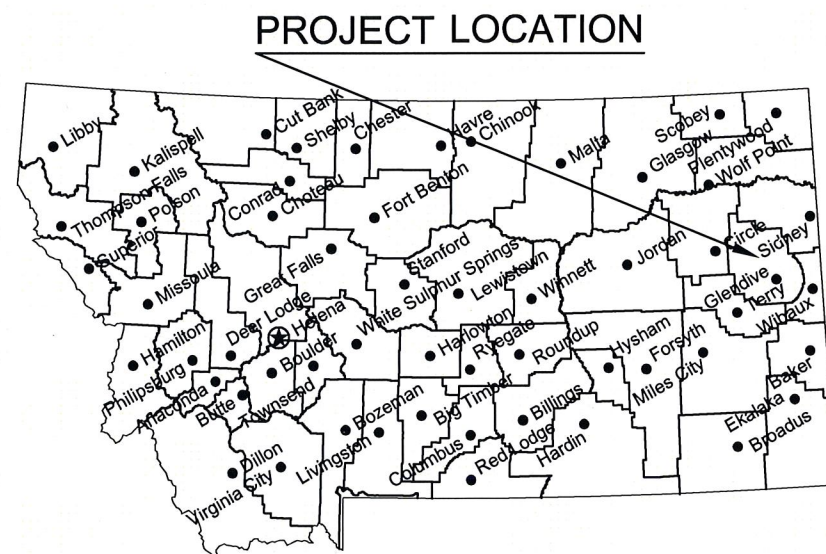 PROJECT LOCATION
Libby
Kalispell
Cut Bank
Shelby
Chester
Havre
Chinook
Malta
Scobey
Glasgow
Plentywood
Wolf Point
Thompson Falls
Polson
Conrad
Choteau
Fort Benton
Superior
Missoula
Great Falls
Stanford
Lewistown
Winnett
Jordan
Circle
Sidney
Glendive
Terry
Wibaux
White Sulphur Springs
Deer Lodge
Helena
Hamilton
Philipsburg
Anaconda
Butte
Boulder
Townsend
Harlowton
Ryegate
Roundup
Hysham
Forsyth
Miles City
Baker
Ekalaka
Broadus
Bozeman
Livingston
Big Timber
Columbus
Billings
Red Lodge
Hardin
Dillon
Virginia City